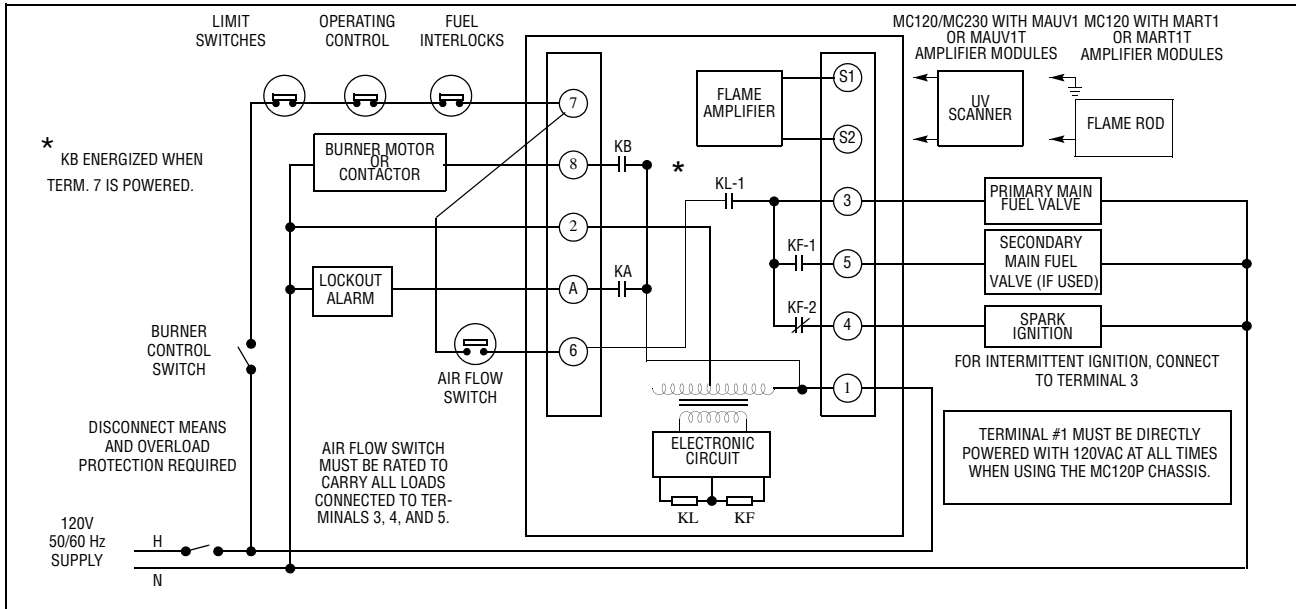 LIMIT
SWITCHES
OPERATING
CONTROL
FUEL
INTERLOCKS
MC120/MC230 WITH MAUV1
OR MAUV1T
AMPLIFIER MODULES
MC120 WITH MART1
OR MART1T
AMPLIFIER MODULES
*
KB ENERGIZED WHEN
TERM. 7 IS POWERED.
BURNER MOTOR
OR
CONTACTOR
LOCKOUT
ALARM
BURNER
CONTROL
SWITCH
AIR FLOW
SWITCH
7
8
2
A
6
KB
KA
*
KL-1
KF-1
KF-2
FLAME
AMPLIFIER
S1
S2
3
5
4
1
UV
SCANNER
FLAME ROD
PRIMARY MAIN
FUEL VALVE
SECONDARY
MAIN FUEL
VALVE (IF USED)
SPARK
IGNITION
FOR INTERMITTENT IGNITION, CONNECT
TO TERMINAL 3
ELECTRONIC
CIRCUIT
KL
KF
TERMINAL #1 MUST BE DIRECTLY
POWERED WITH 120VAC AT ALL TIMES
WHEN USING THE MC120P CHASSIS.
DISCONNECT MEANS
AND OVERLOAD
PROTECTION REQUIRED
AIR FLOW SWITCH
MUST BE RATED TO
CARRY ALL LOADS
CONNECTED TO TER-
MINALS 3, 4, AND 5.
120V
50/60 Hz
SUPPLY
H
N